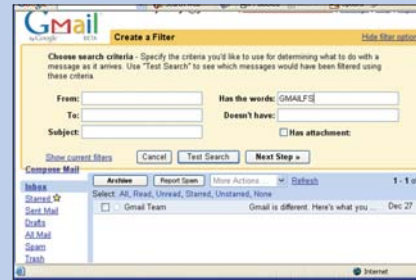 Gmail
by Google BETA
Create a Filter
Hide filter option
Choose search criteria - Specify the criteria you'd like to use for determining what to do with a
message as it arrives. Use "Test Search" to see which messages would have been filtered using
these criteria.
From: Has the words: GMAILFS
To: Doesn't have:
Subject: Has attachment:
Show current filters Cancel Test Search Next Step »
Compose Mail
Inbox
Starred
Sent Mail
Drafts
All Mail
Spam
Trash
Archive Report Spam More Actions ... Refresh 1 - 1 o
Select: All, Read, Unread, Starred, Unstarred, None
Gmail Team Gmail is different. Here's what you ... Dec 27
Internet